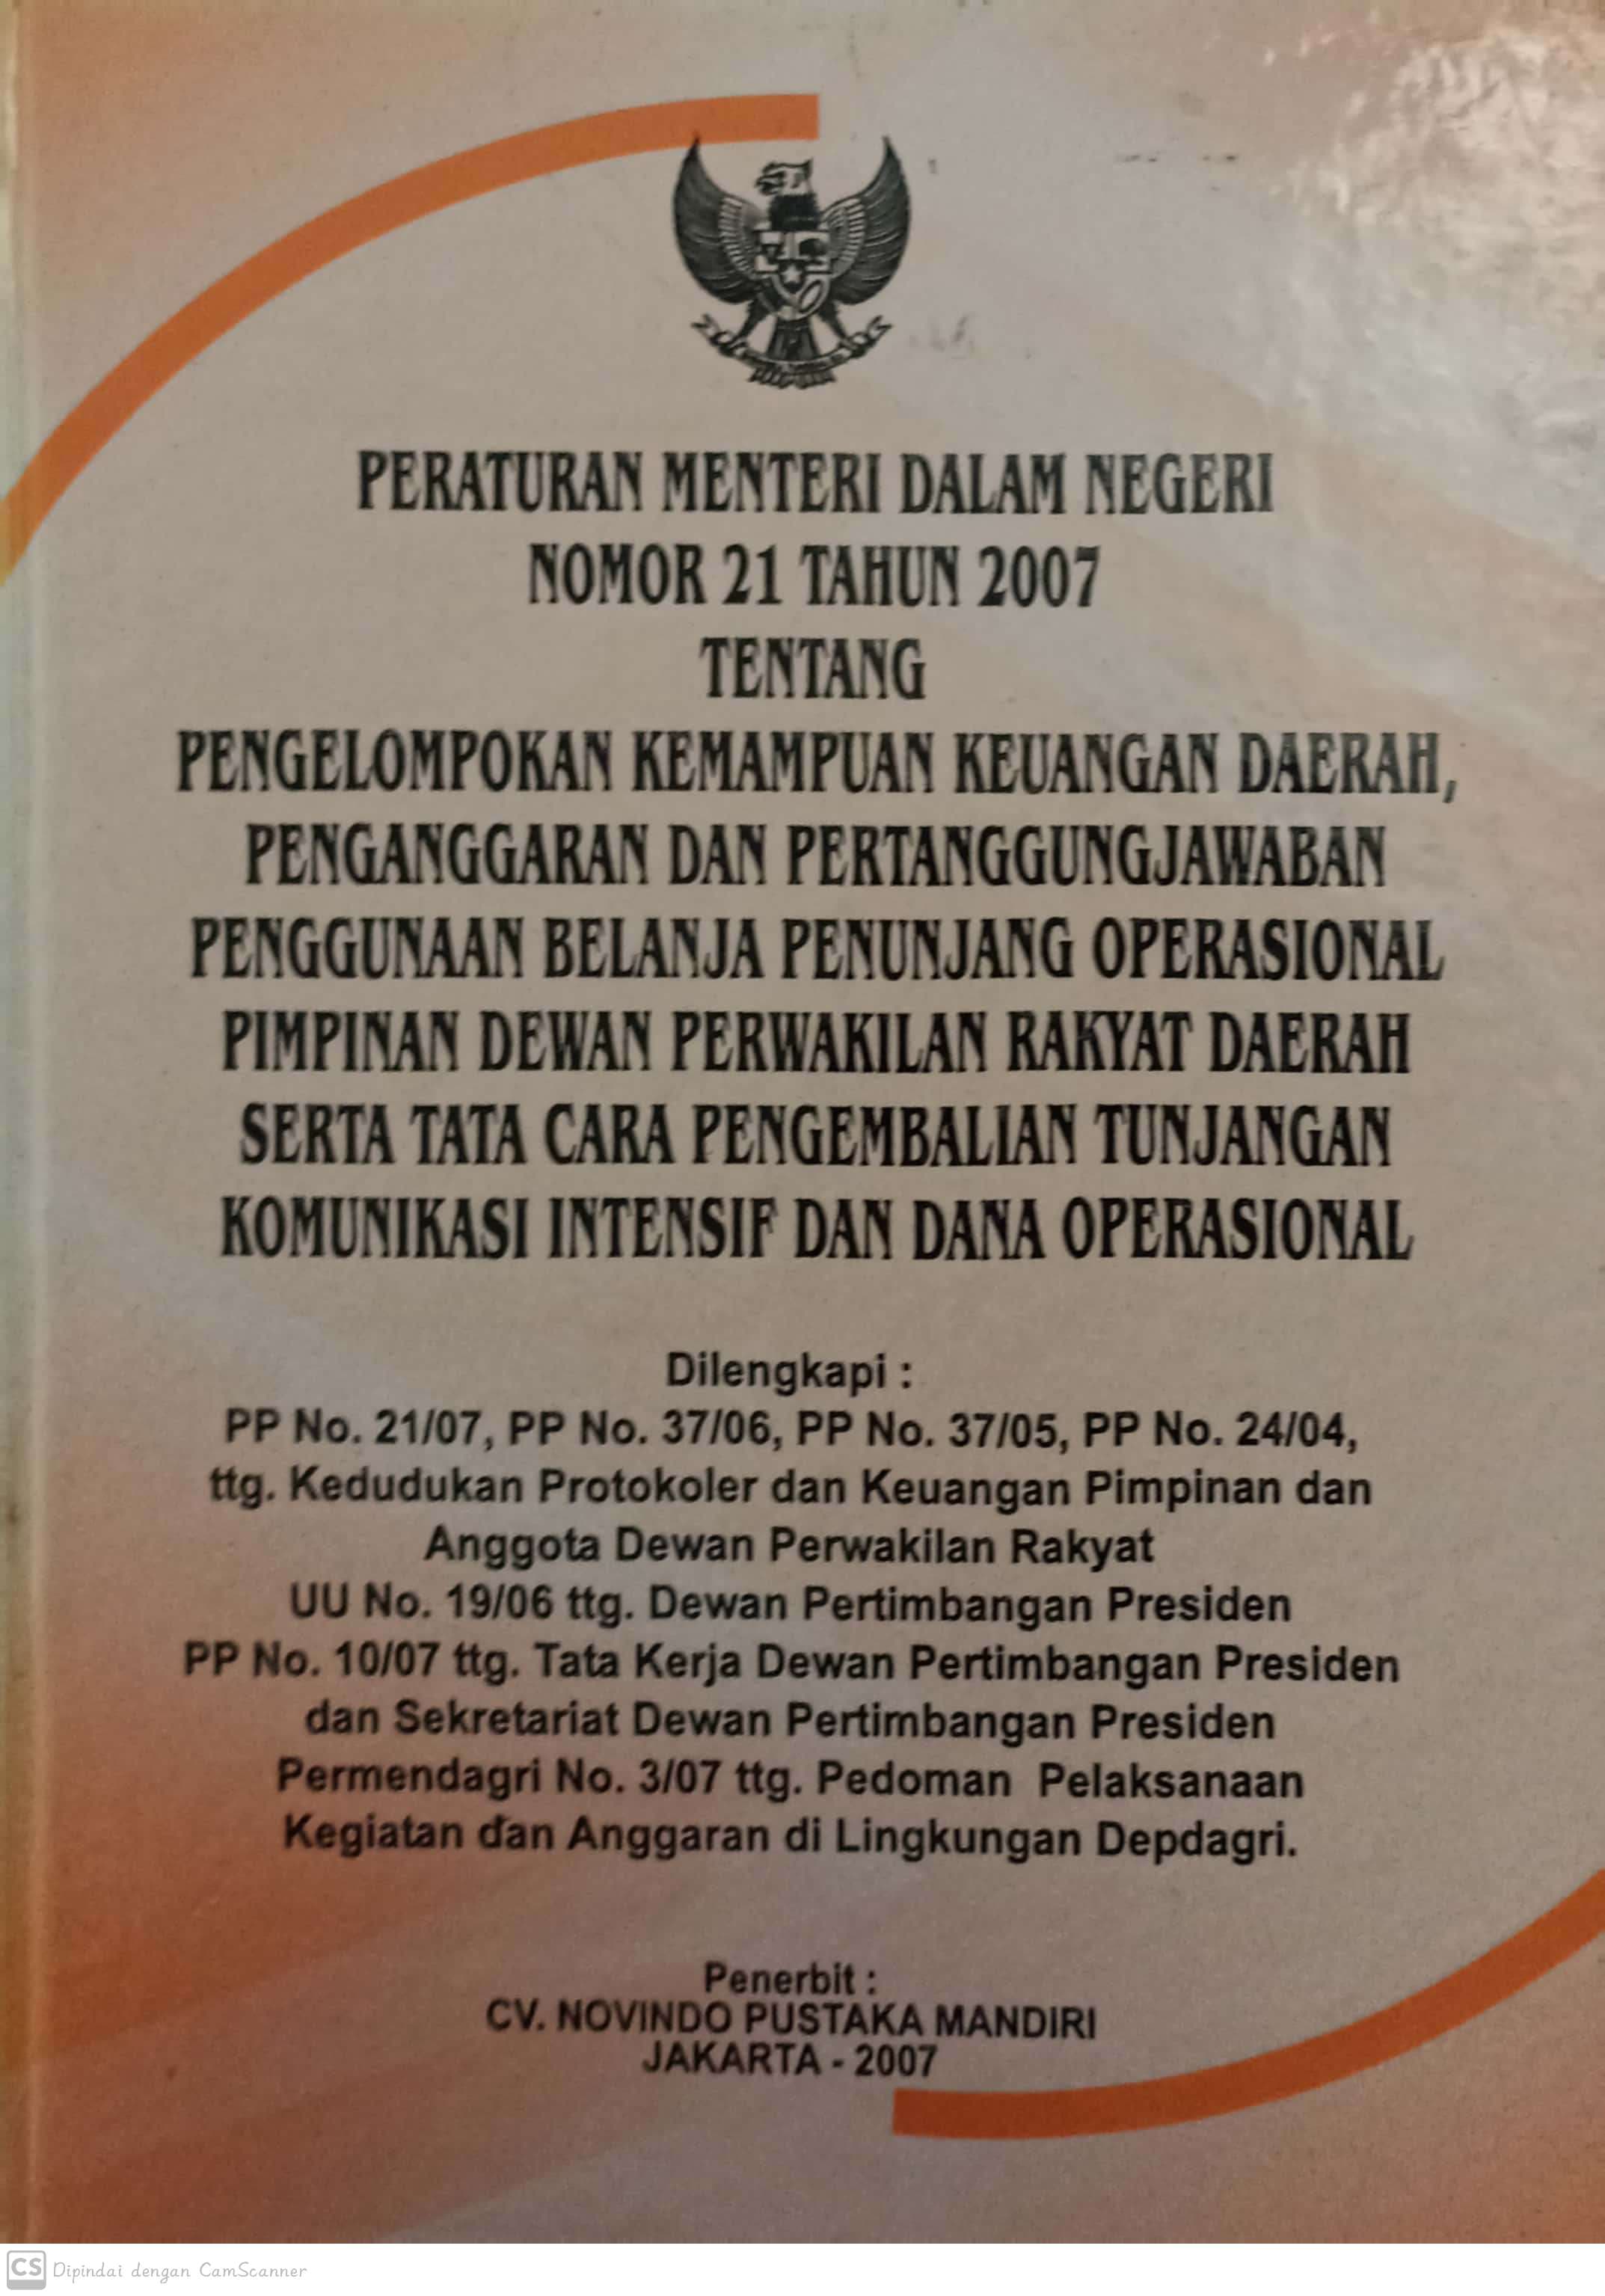 PERATURAN MENTERI DALAM NEGERI
NOMOR 21 TAHUN 2007
TENTANG
PENGELOMPOKAN KEMAMPUAN KEUANGAN DAERAH,
PENGANGGARAN DAN PERTANGGUNGJAWABAN
PENGGUNAAN BELANJA PENUNJANG OPERASIONAL
PIMPINAN DEWAN PERWAKILAN RAKYAT DAERAH
SERTA TATA CARA PENGEMBALIAN TUNJANGAN
KOMUNIKASI INTENSIF DAN DANA OPERASIONAL
Dilengkapi :
PP No. 21/07, PP No. 37/06, PP No. 37/05, PP No. 24/04,
ttg. Kedudukan Protokoler dan Keuangan Pimpinan dan
Anggota Dewan Perwakilan Rakyat
UU No. 19/06 ttg. Dewan Pertimbangan Presiden
PP No. 10/07 ttg. Tata Kerja Dewan Pertimbangan Presiden
dan Sekretariat Dewan Pertimbangan Presiden
Permendagri No. 3/07 ttg. Pedoman Pelaksanaan
Kegiatan dan Anggaran di Lingkungan Depdagri.
Penerbit :
CV. NOVINDO PUSTAKA MANDIRI
JAKARTA - 2007
CS Dipindai dengan CamScanner